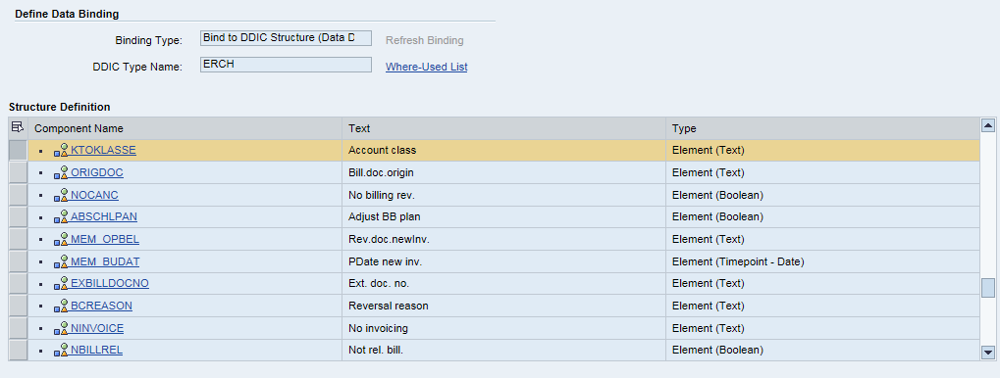 Define Data Binding
Binding Type: Bind to DDIC Structure (Data D Refresh Binding
DDIC Type Name: ERCH Where-Used List
Structure Definition
Component Name Text Type
KTOKLASSE Account class Element (Text)
ORIGDOC Bill.doc.origin Element (Text)
NOCANC No billing rev. Element (Boolean)
ABSCHLPAN Adjust BB plan Element (Boolean)
MEM_OPBEL Rev.doc.newInv. Element (Text)
MEM_BUDAT PDate new inv. Element (Timepoint - Date)
EXBILLDOCNO Ext. doc. no. Element (Text)
BCREASON Reversal reason Element (Text)
NINVOICE No invoicing Element (Text)
NBILLREL Not rel. bill. Element (Boolean)